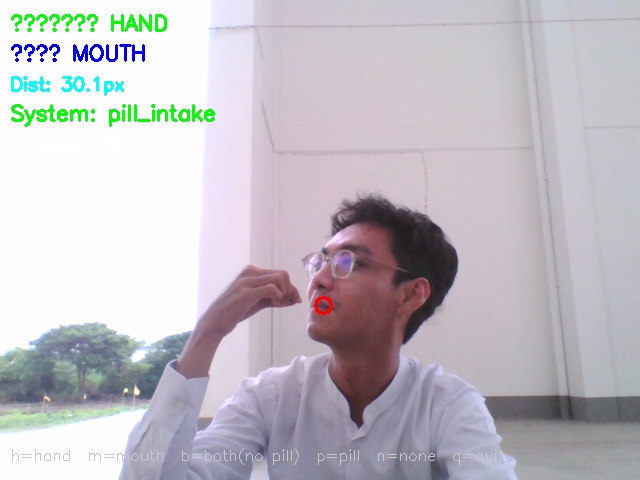 ??????? HAND
???? MOUTH
Dist: 30.1px
System: pill_intake
h=hand m=mouth b=both(no pill) p=pill n=none q=quit